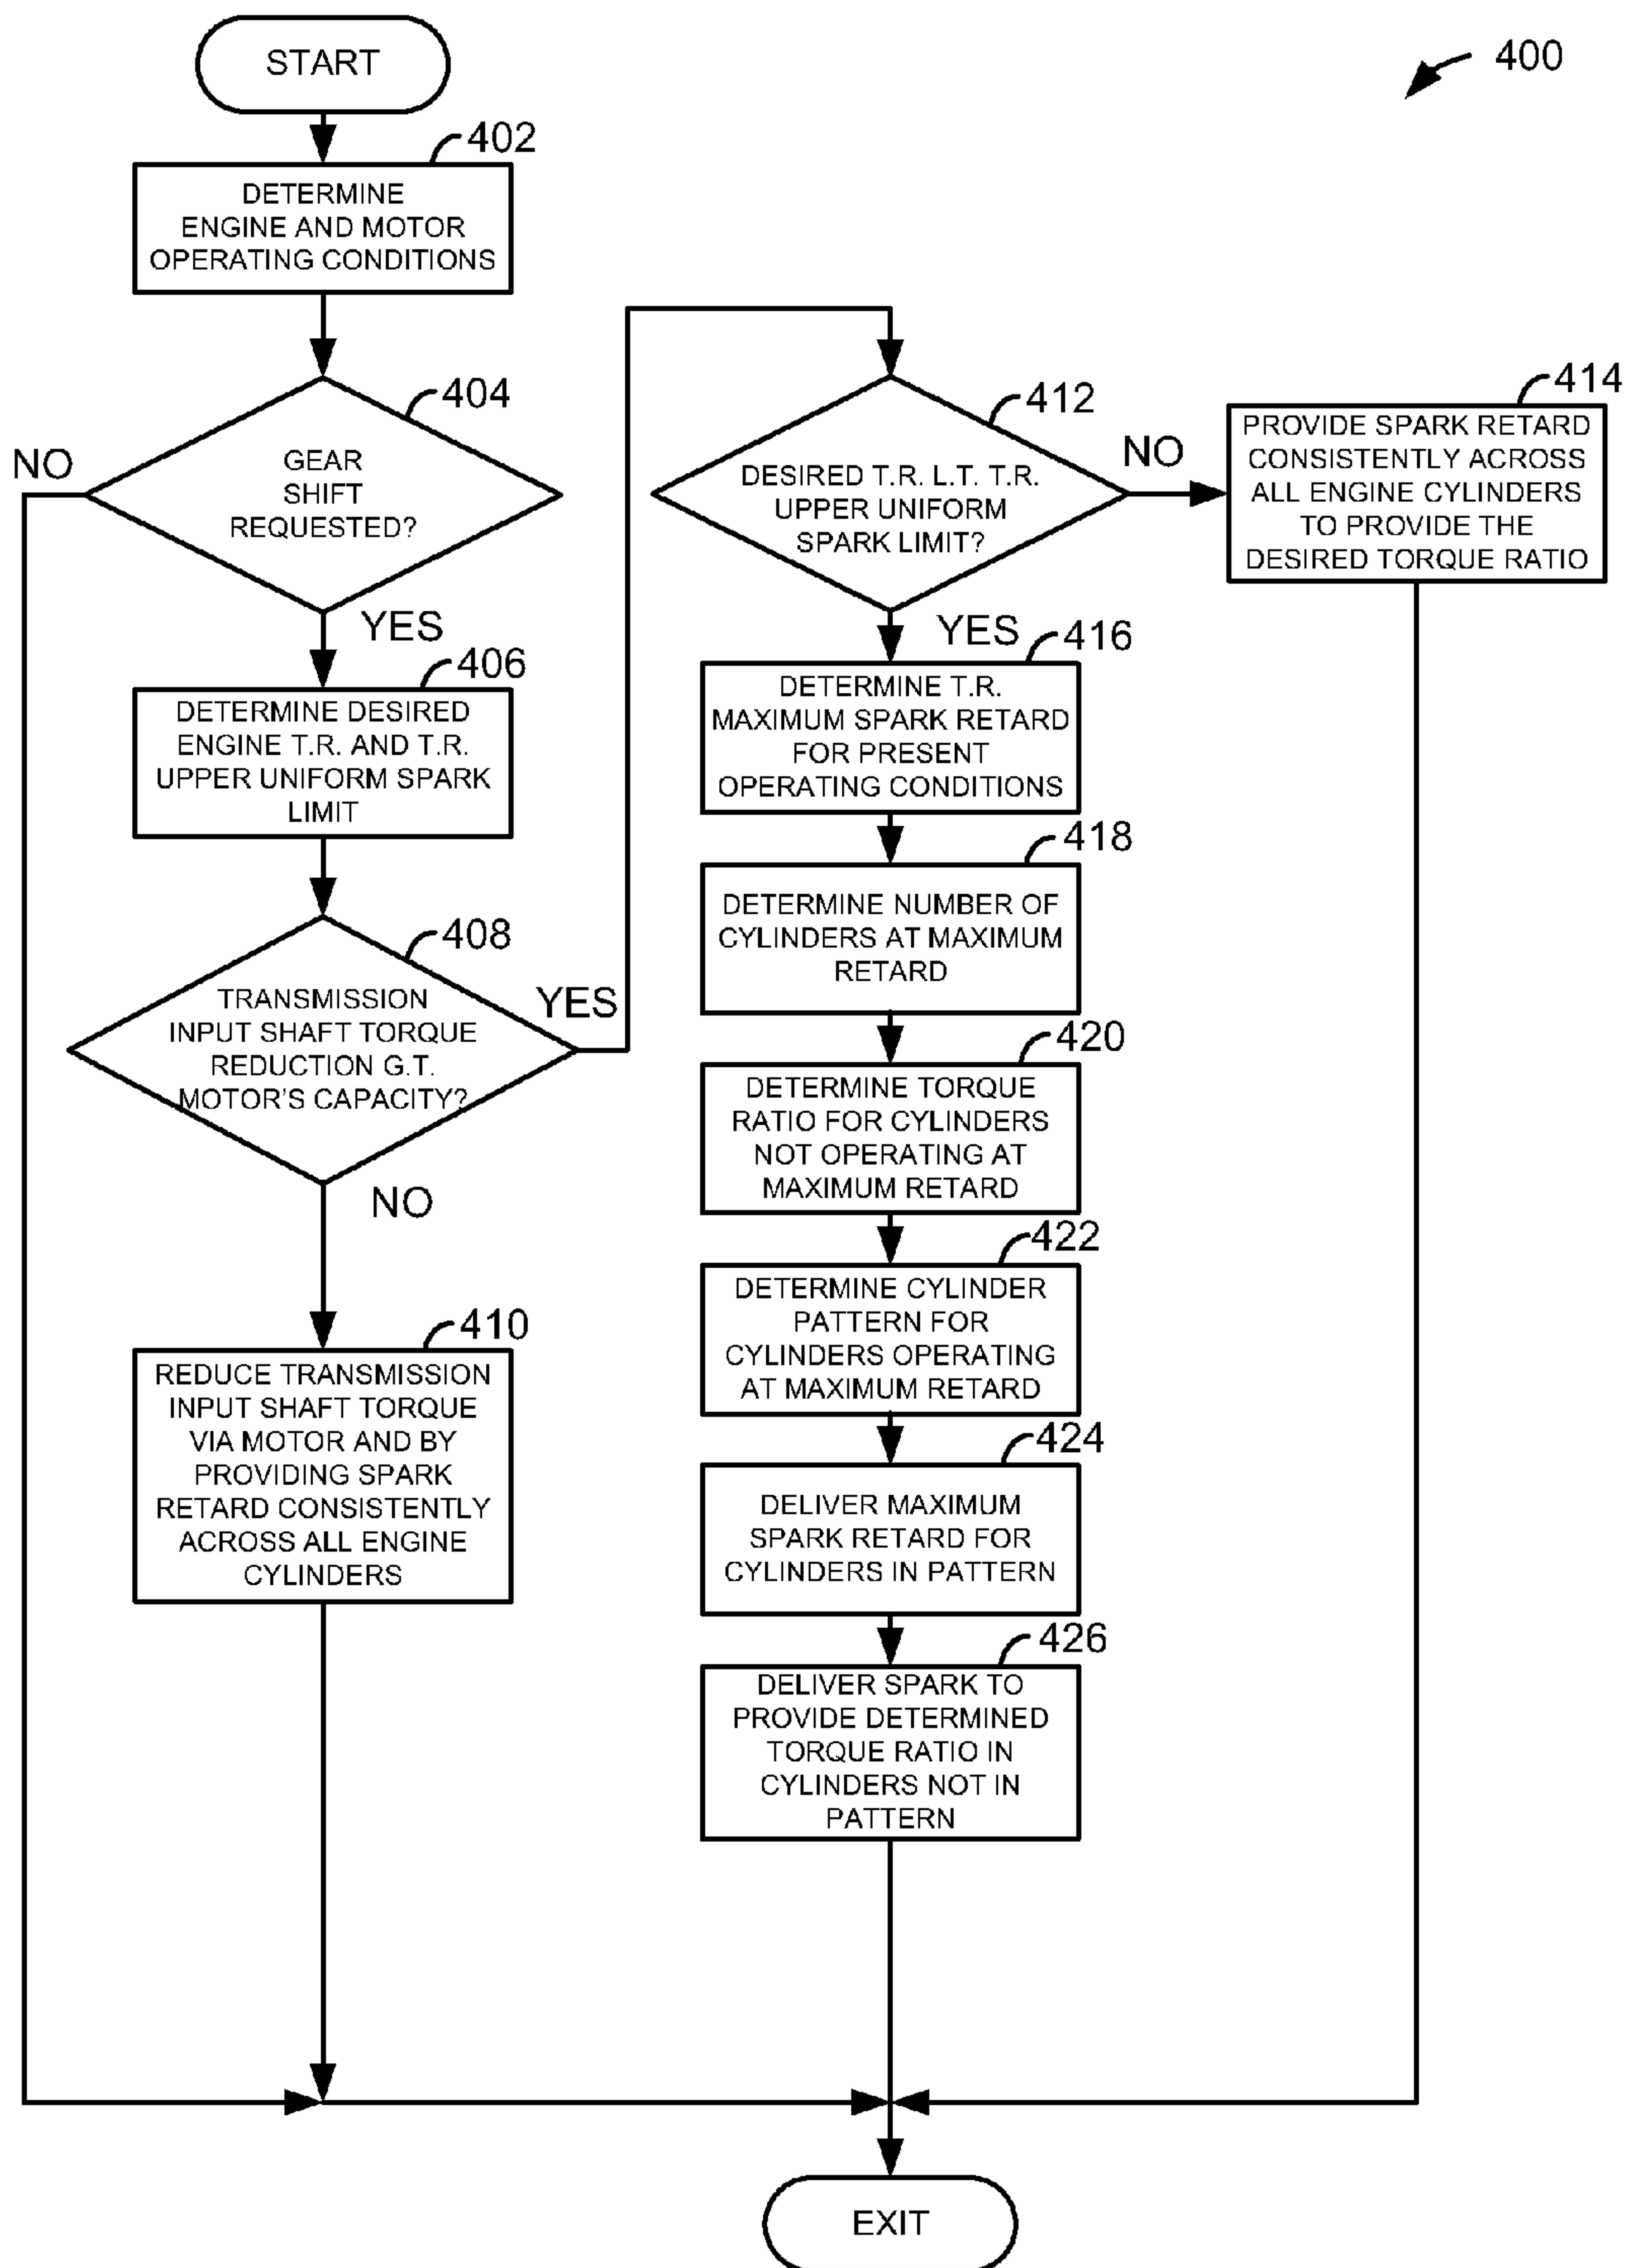 START
400
402
DETERMINE
ENGINE AND MOTOR
OPERATING CONDITIONS
404
NO
GEAR
SHIFT
REQUESTED?
YES
406
DETERMINE DESIRED
ENGINE T.R. AND T.R.
UPPER UNIFORM SPARK
LIMIT
408
TRANSMISSION
INPUT SHAFT TORQUE
REDUCTION G.T.
MOTOR'S CAPACITY?
YES
NO
410
REDUCE TRANSMISSION
INPUT SHAFT TORQUE
VIA MOTOR AND BY
PROVIDING SPARK
RETARD CONSISTENTLY
ACROSS ALL ENGINE
CYLINDERS
412
DESIRED T.R. L.T. T.R.
UPPER UNIFORM
SPARK LIMIT?
NO
414
PROVIDE SPARK RETARD
CONSISTENTLY ACROSS
ALL ENGINE CYLINDERS
TO PROVIDE THE
DESIRED TORQUE RATIO
YES
416
DETERMINE T.R.
MAXIMUM SPARK RETARD
FOR PRESENT
OPERATING CONDITIONS
418
DETERMINE NUMBER OF
CYLINDERS AT MAXIMUM
RETARD
420
DETERMINE TORQUE
RATIO FOR CYLINDERS
NOT OPERATING AT
MAXIMUM RETARD
422
DETERMINE CYLINDER
PATTERN FOR
CYLINDERS OPERATING
AT MAXIMUM RETARD
424
DELIVER MAXIMUM
SPARK RETARD FOR
CYLINDERS IN PATTERN
426
DELIVER SPARK TO
PROVIDE DETERMINED
TORQUE RATIO IN
CYLINDERS NOT IN
PATTERN
EXIT